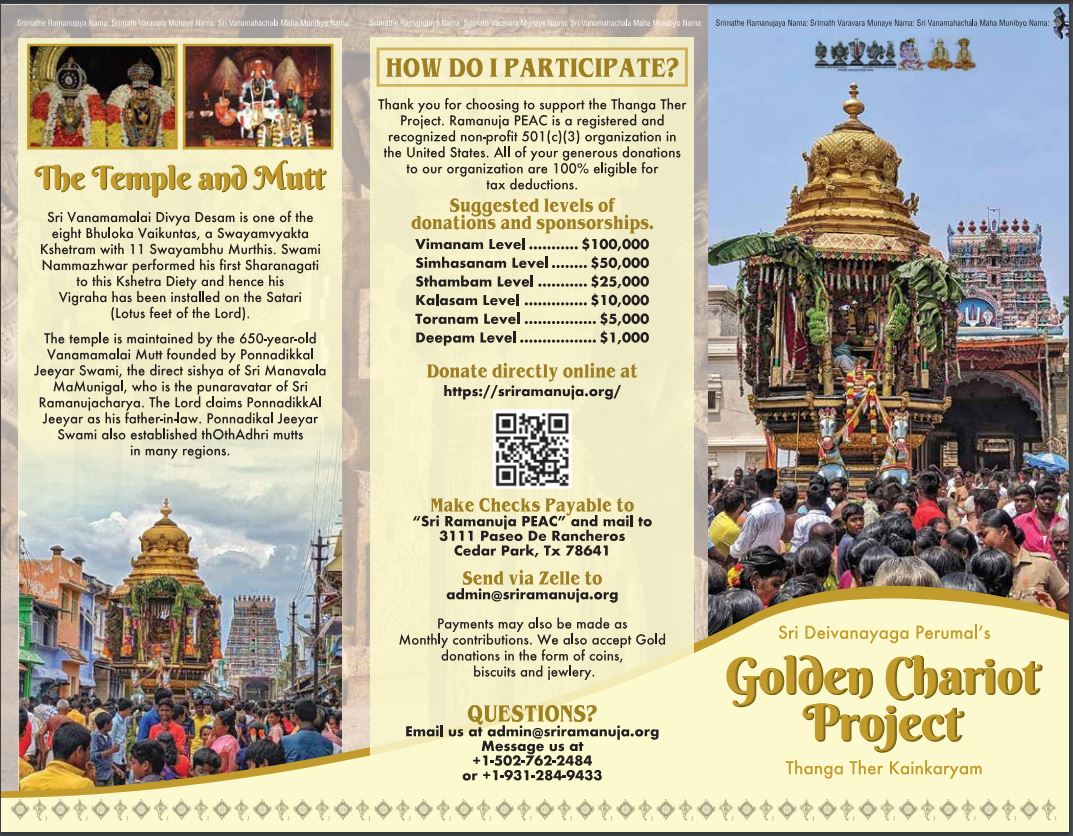 Srimathe Ramanujaya Nama: Srimath Varavara Munaye Nama: Sri Vanamahachala Maha Munibyo Nama:
The Temple and Mutt
Sri Vanamamalai Divya Desam is one of the
eight Bhuloka Vaikuntas, a Swayamvyakta
Kshetram with 11 Swayambhu Murthis. Swami
Nammazhwar performed his first Sharanagati
to this Kshetra Diety and hence his
Vigraha has been installed on the Satari
(Lotus feet of the Lord).
The temple is maintained by the 650-year-old
Vanamamalai Mutt founded by Ponnadikkal
Jeeyar Swami, the direct sishya of Sri Manavala
MaMunigal, who is the punaravatar of Sri
Ramanujacharya. The Lord claims PonnadikkAl
Jeeyar as his father-in-law. Ponnadikal Jeeyar
Swami also established thOthAdhri mutts
in many regions.
Srimathe Ramanujaya Nama: Srimath Varavara Munaye Nama: Sri Vanamahachala Maha Munibyo Nama:
HOW DO I PARTICIPATE?
Thank you for choosing to support the Thanga Ther
Project. Ramanuja PEAC is a registered and
recognized non-profit 501(c)(3) organization in
the United States. All of your generous donations
to our organization are 100% eligible for
tax deductions.
Suggested levels of
donations and sponsorships.
Vimanam Level ........... $100,000
Simhasanam Level ........ $50,000
Sthambam Level ........... $25,000
Kalasam Level ............. $10,000
Toranam Level ................ $5,000
Deepam Level ................. $1,000
Donate directly online at
https://sriramanuja.org/
Make Checks Payable to
“Sri Ramanuja PEAC” and mail to
3111 Paseo De Rancheros
Cedar Park, Tx 78641
Send via Zelle to
admin@sriramanuja.org
Payments may also be made as
Monthly contributions. We also accept Gold
donations in the form of coins,
biscuits and jewlery.
QUESTIONS?
Email us at admin@sriramanuja.org
Message us at
+1-502-762-2484
or +1-931-284-9433
Srimathe Ramanujaya Nama: Srimath Varavara Munaye Nama: Sri Vanamahachala Maha Munibyo Nama:
Sri Deivanayaga Perumal’s
Golden Chariot
Project
Thanga Ther Kainkaryam